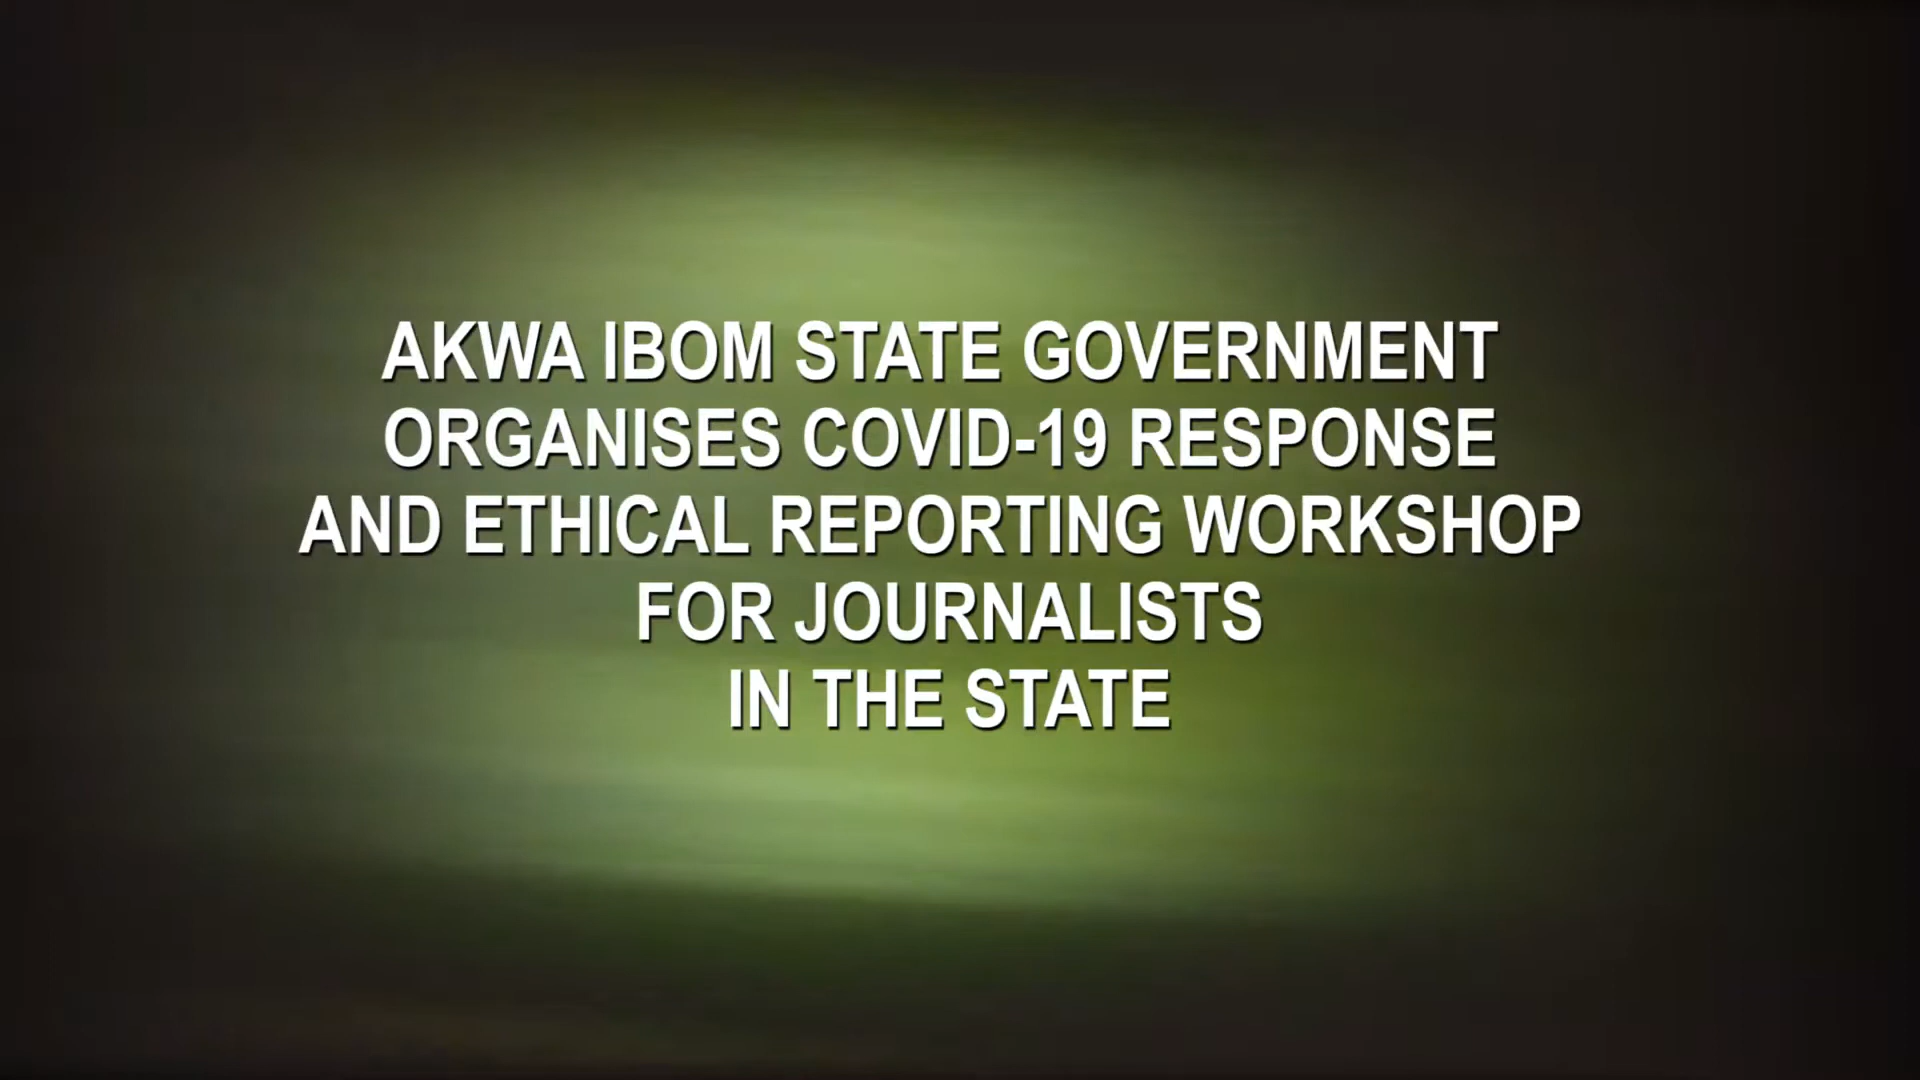 AKWA IBOM STATE GOVERNMENT
ORGANISES COVID-19 RESPONSE
AND ETHICAL REPORTING WORKSHOP
FOR JOURNALISTS
IN THE STATE